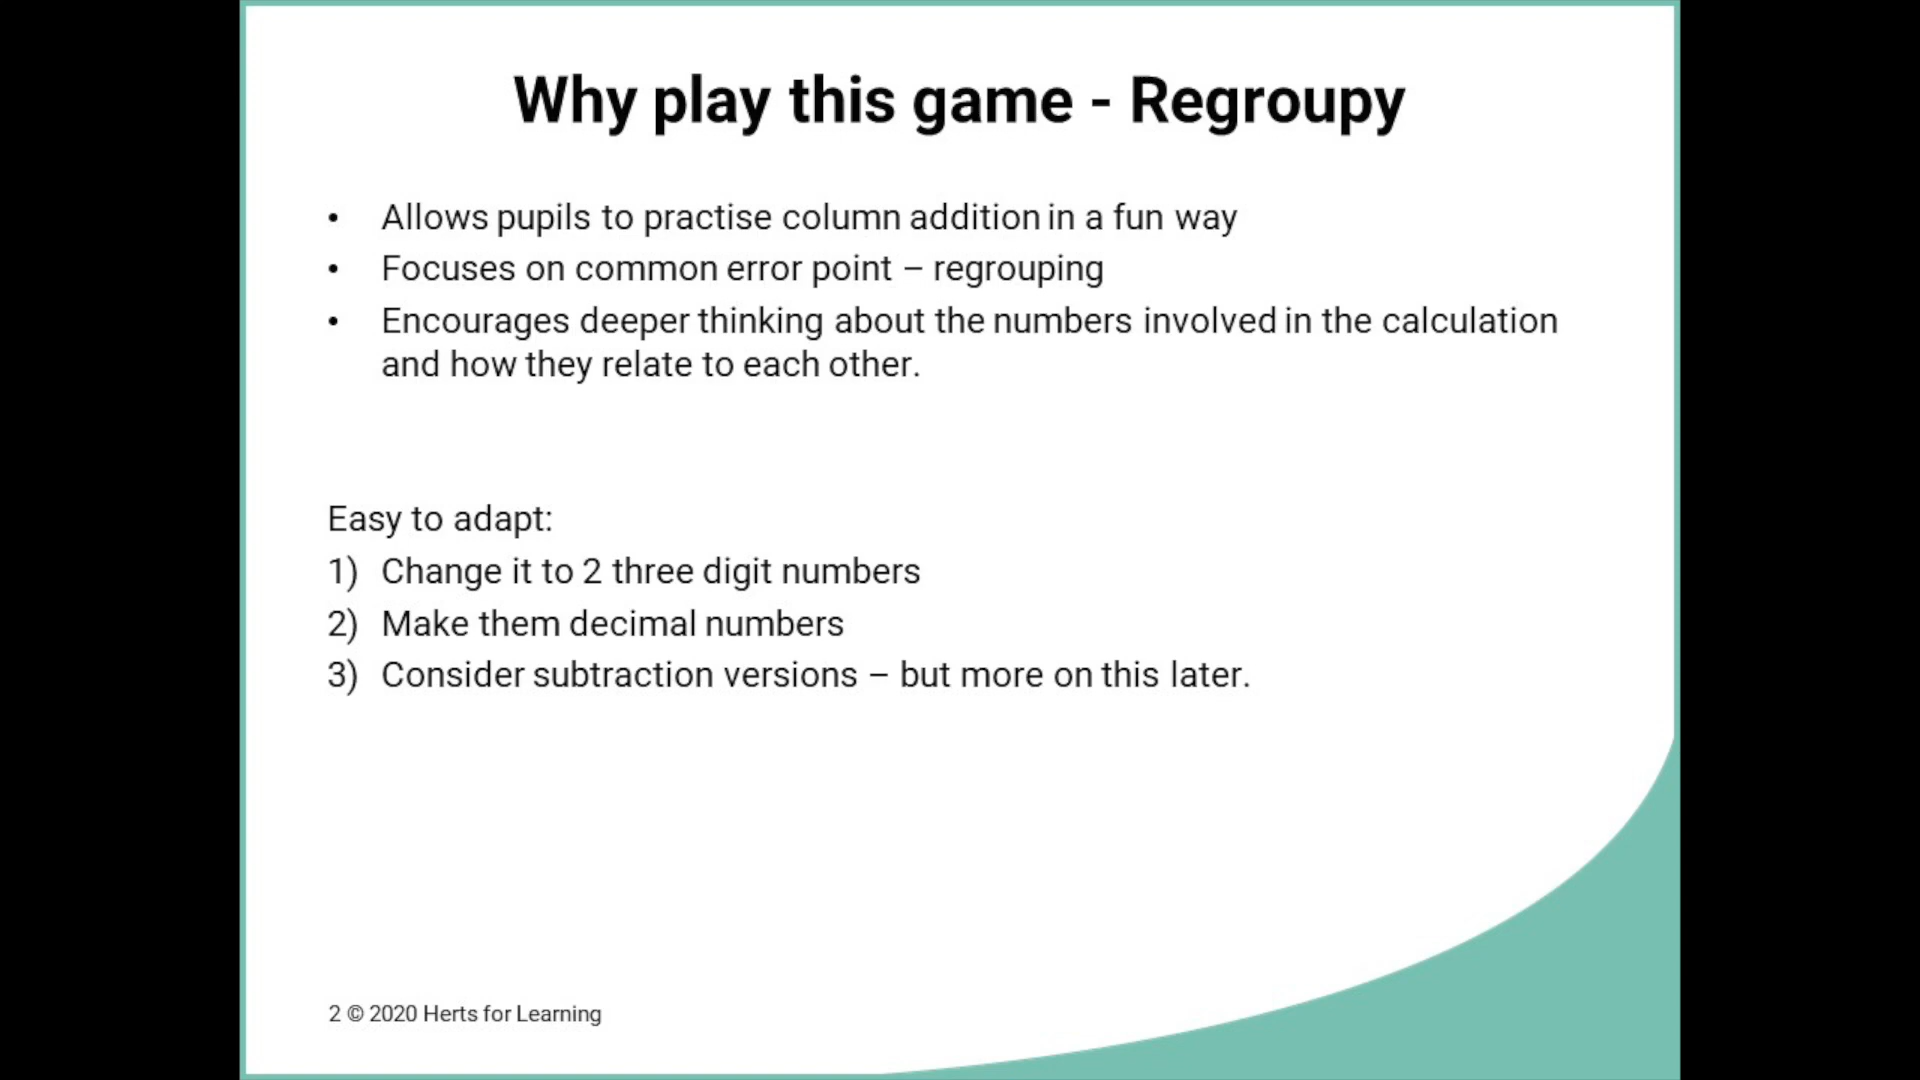 Why play this game - Regroupy
• Allows pupils to practise column addition in a fun way
• Focuses on common error point – regrouping
• Encourages deeper thinking about the numbers involved in the calculation
and how they relate to each other.
Easy to adapt:
1) Change it to 2 three digit numbers
2) Make them decimal numbers
3) Consider subtraction versions – but more on this later.
2 © 2020 Herts for Learning